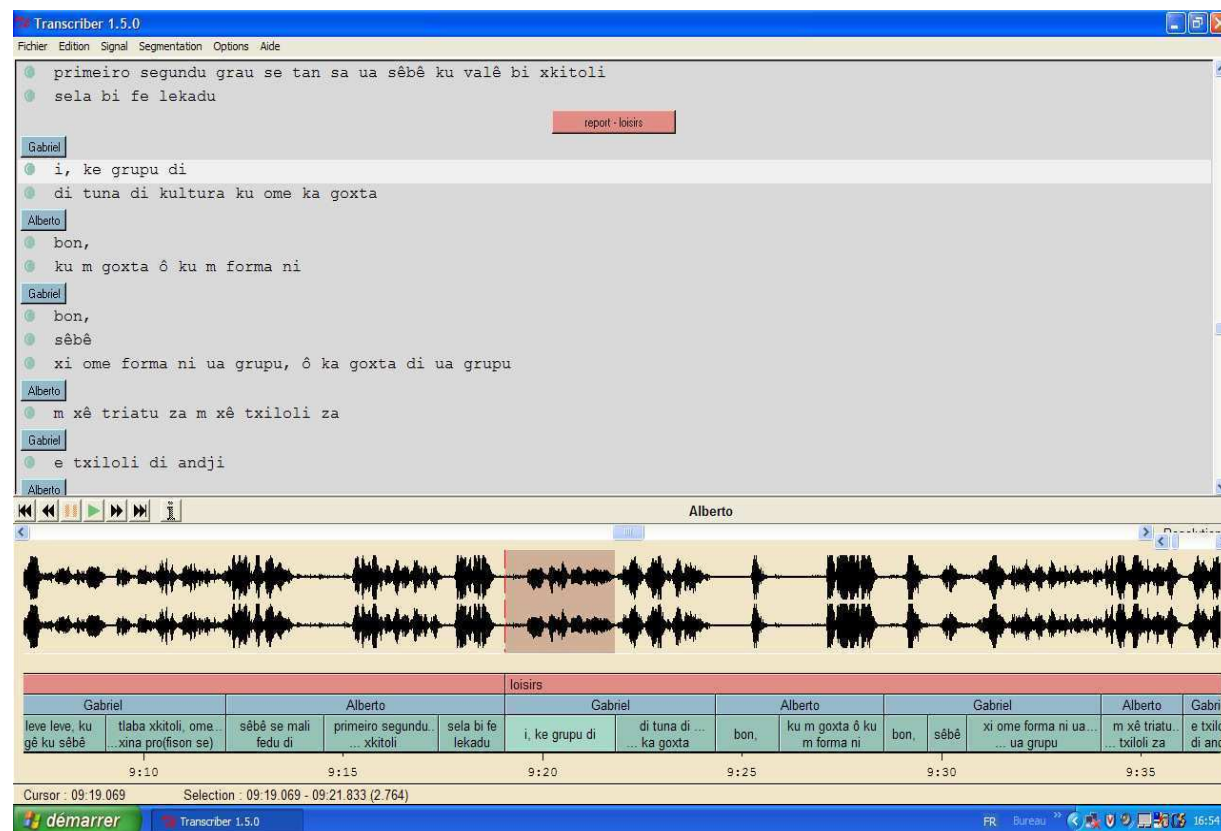 Transcriber 1.5.0
Fichier Edition Signal Segmentation Options Aide
primeiro segundu grau se tan sa ua sêbê ku valê bi xkitoli
sela bi fe lekadu
report - loisirs
Gabriel
i, ke grupu di
di tuna di kultura ku ome ka goxta
Alberto
bon,
ku m goxta ô ku m forma ni
Gabriel
bon,
sêbê
xi ome forma ni ua grupu, ô ka goxta di ua grupu
Alberto
m xê triatu za m xê txiloli za
Gabriel
e txiloli di andji
Alberto
Alberto
loisirs
Gabriel Alberto Gabriel Alberto Gabriel Alberto Gabri
leve leve, ku tlaba xkitoli, ome... sêbê se mali primeiro segundu.. sela bi fe i, ke grupu di di tuna di ... bon, ku m goxta ô ku bon, sêbê xi ome forma ni ua... m xê triatu.. e txilo
gê ku sêbê ...xina pro(fison se) fedu di ... xkitoli lekadu ... ka goxta m forma ni ... ua grupu ... txiloli za di and
9:10 9:15 9:20 9:25 9:30 9:35
Cursor : 09:19.069 Selection : 09:19.069 - 09:21.833 (2.764)
démarrer Transcriber 1.5.0 FR Bureau » 16:54